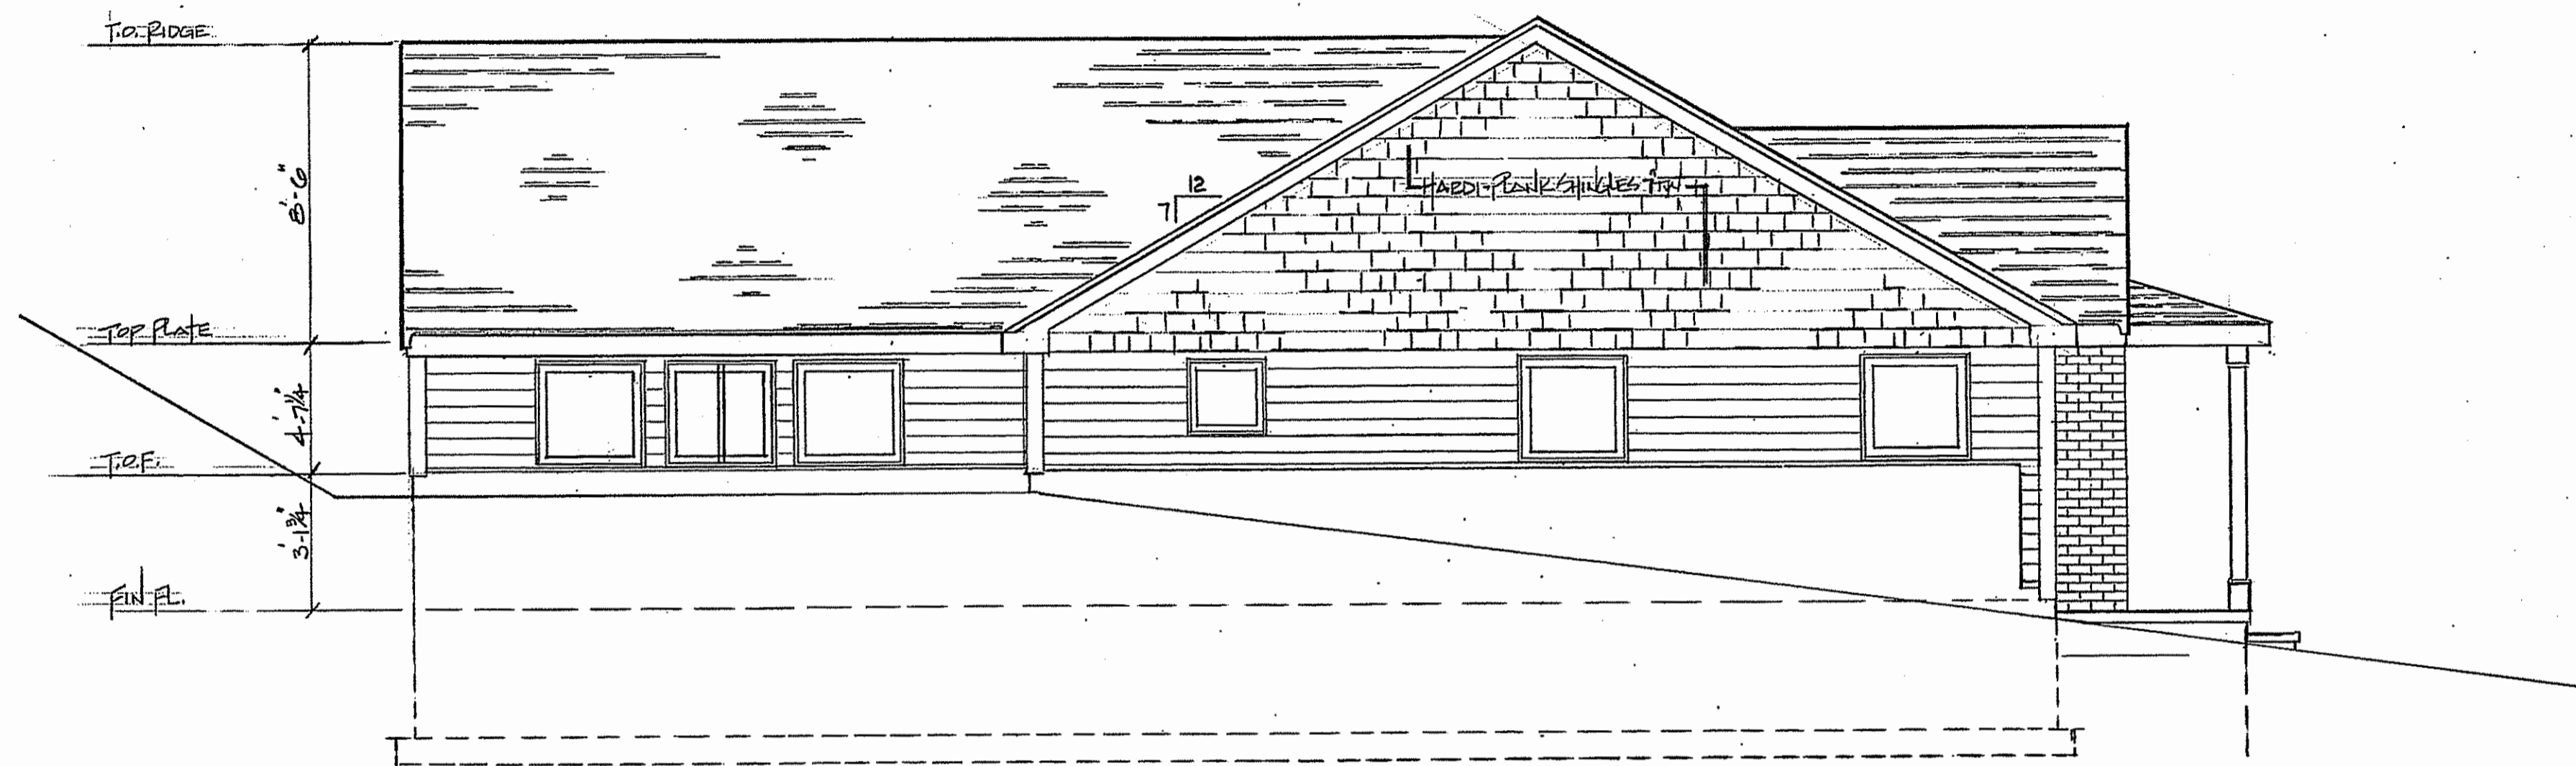 T.O. RIDGE
8'-6"
12
7
HARDI-PLANK SHINGLES 7"
TOP PLATE
4'-7 1/4"
T.O.F.
3'-1 3/4"
FIN FL.